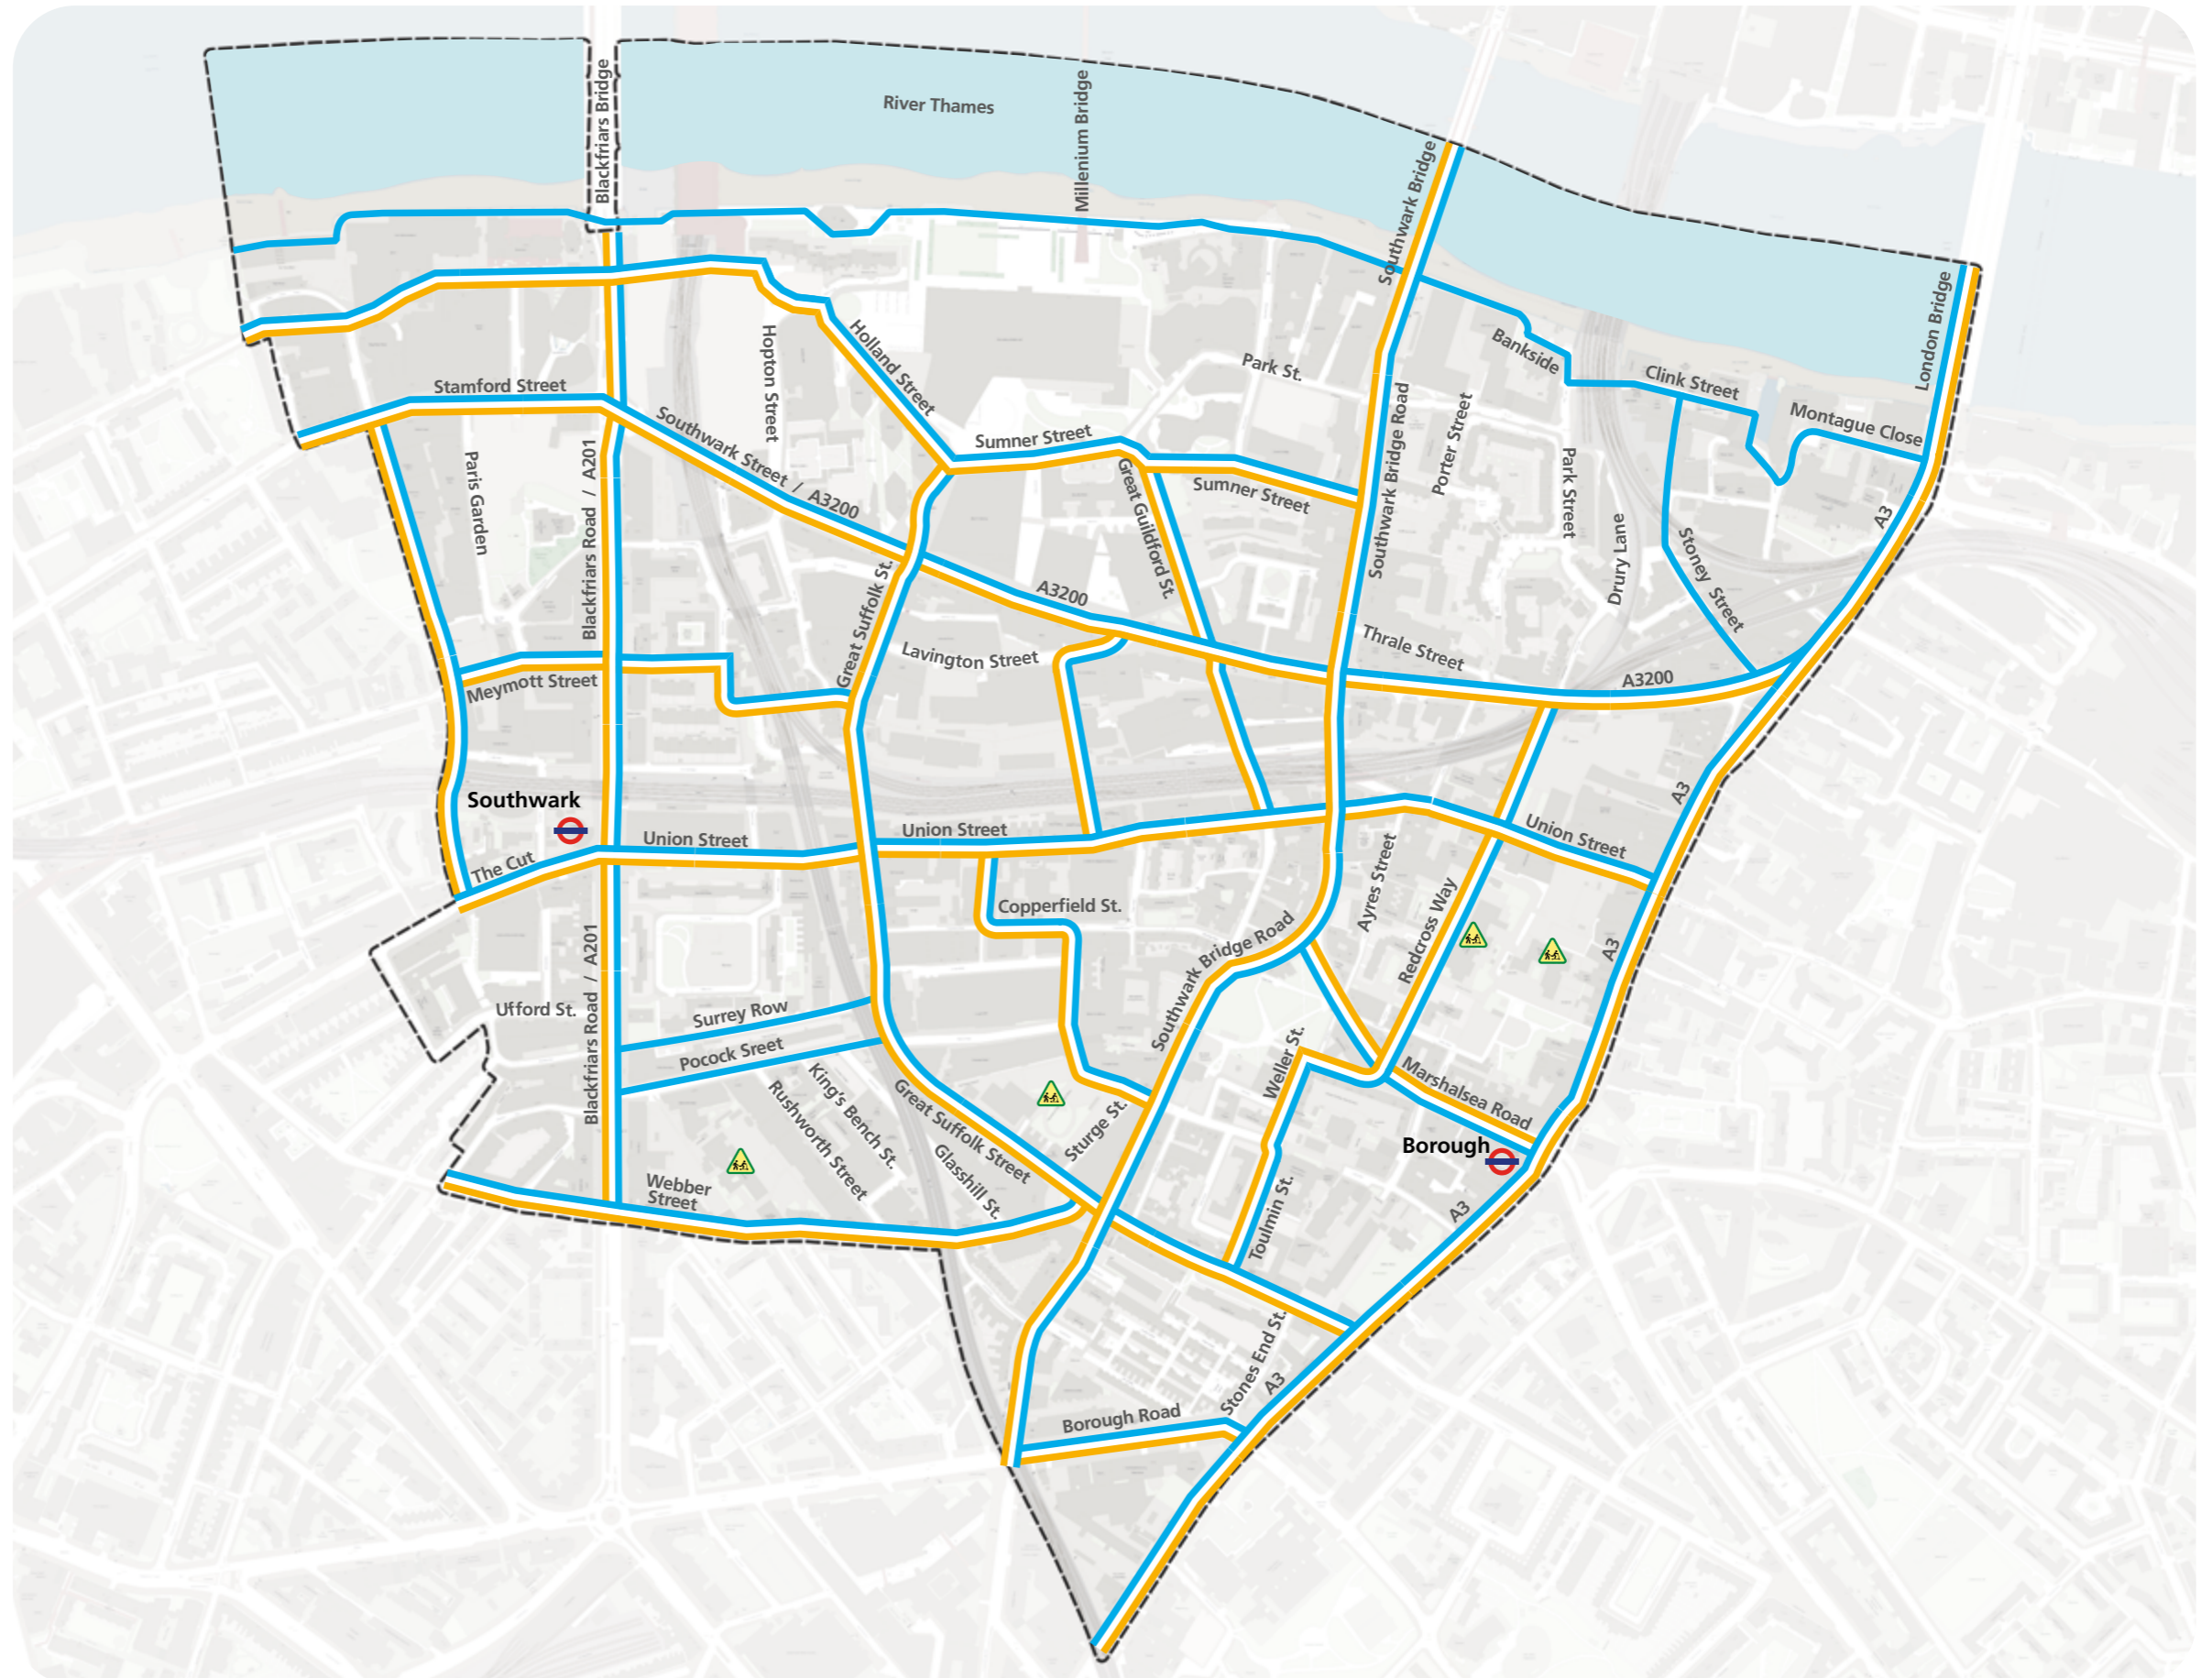 River Thames
Blackfriars Bridge
Millenium Bridge
Southwark Bridge
London Bridge
Holland Street
Hopton Street
Park St.
Bankside
Clink Street
Montague Close
Stamford Street
Southwark Street / A3200
Sumner Street
Sumner Street
Southwark Bridge Road
Porter Street
Park Street
Drury Lane
Stoney Street
A3
Paris Garden
Blackfriars Road / A201
Great Guildford St.
Great Suffolk St.
A3200
Lavington Street
Thrale Street
A3200
Meymott Street
Southwark
The Cut
Union Street
Union Street
Union Street
A3
Ayres Street
Redcross Way
A3
Copperfield St.
Southwark Bridge Road
Ufford St.
Blackfriars Road / A201
Surrey Row
Pocock Sreet
King's Bench St.
Rushworth Street
Great Suffolk Street
Glasshill St.
Sturge St.
Weller St.
Marshalsea Road
Borough
Webber
Street
Toulmin St.
A3
Stones End St.
A3
Borough Road